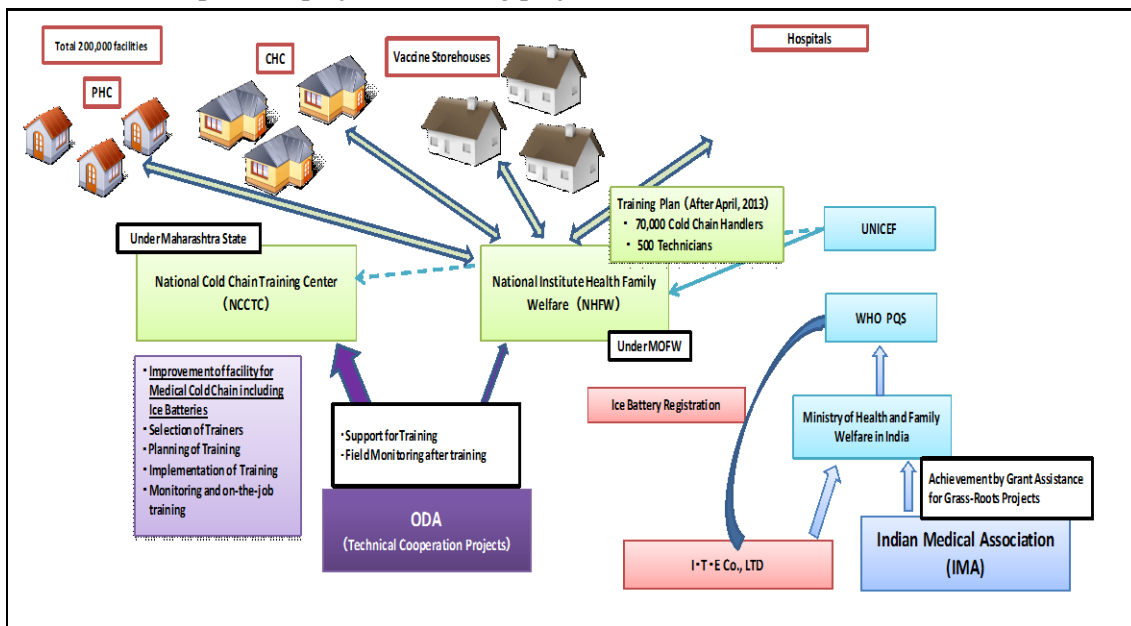 Total 200,000 facilities
PHC
CHC
Vaccine Storehouses
Hospitals
Training Plan (After April, 2013)
・ 70,000 Cold Chain Handlers
・ 500 Technicians
UNICEF
Under Maharashtra State
National Cold Chain Training Center
(NCCTC)
National Institute Health Family
Welfare (NHFW)
Under MOFW
WHO PQS
・Improvement of facility for
Medical Cold Chain including
Ice Batteries
・Selection of Trainers
・Planning of Training
・Implementation of Training
・Monitoring and on-the-job
training
・Support for Training
・Field Monitoring after training
ODA
(Technical Cooperation Projects)
Ice Battery Registration
Ministry of Health and Family
Welfare in India
Achievement by Grant Assistance
for Grass-Roots Projects
I・T・E Co., LTD
Indian Medical Association
(IMA)